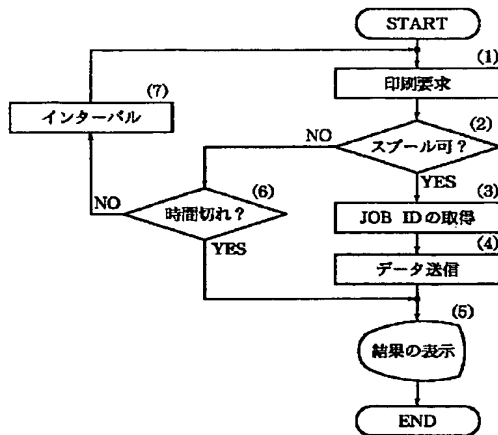 START
(1)
印刷要求
(2)
スプール可？
NO
YES
(3)
JOB IDの取得
(4)
データ送信
(5)
結果の表示
END
(6)
時間切れ？
NO
YES
(7)
インターバル